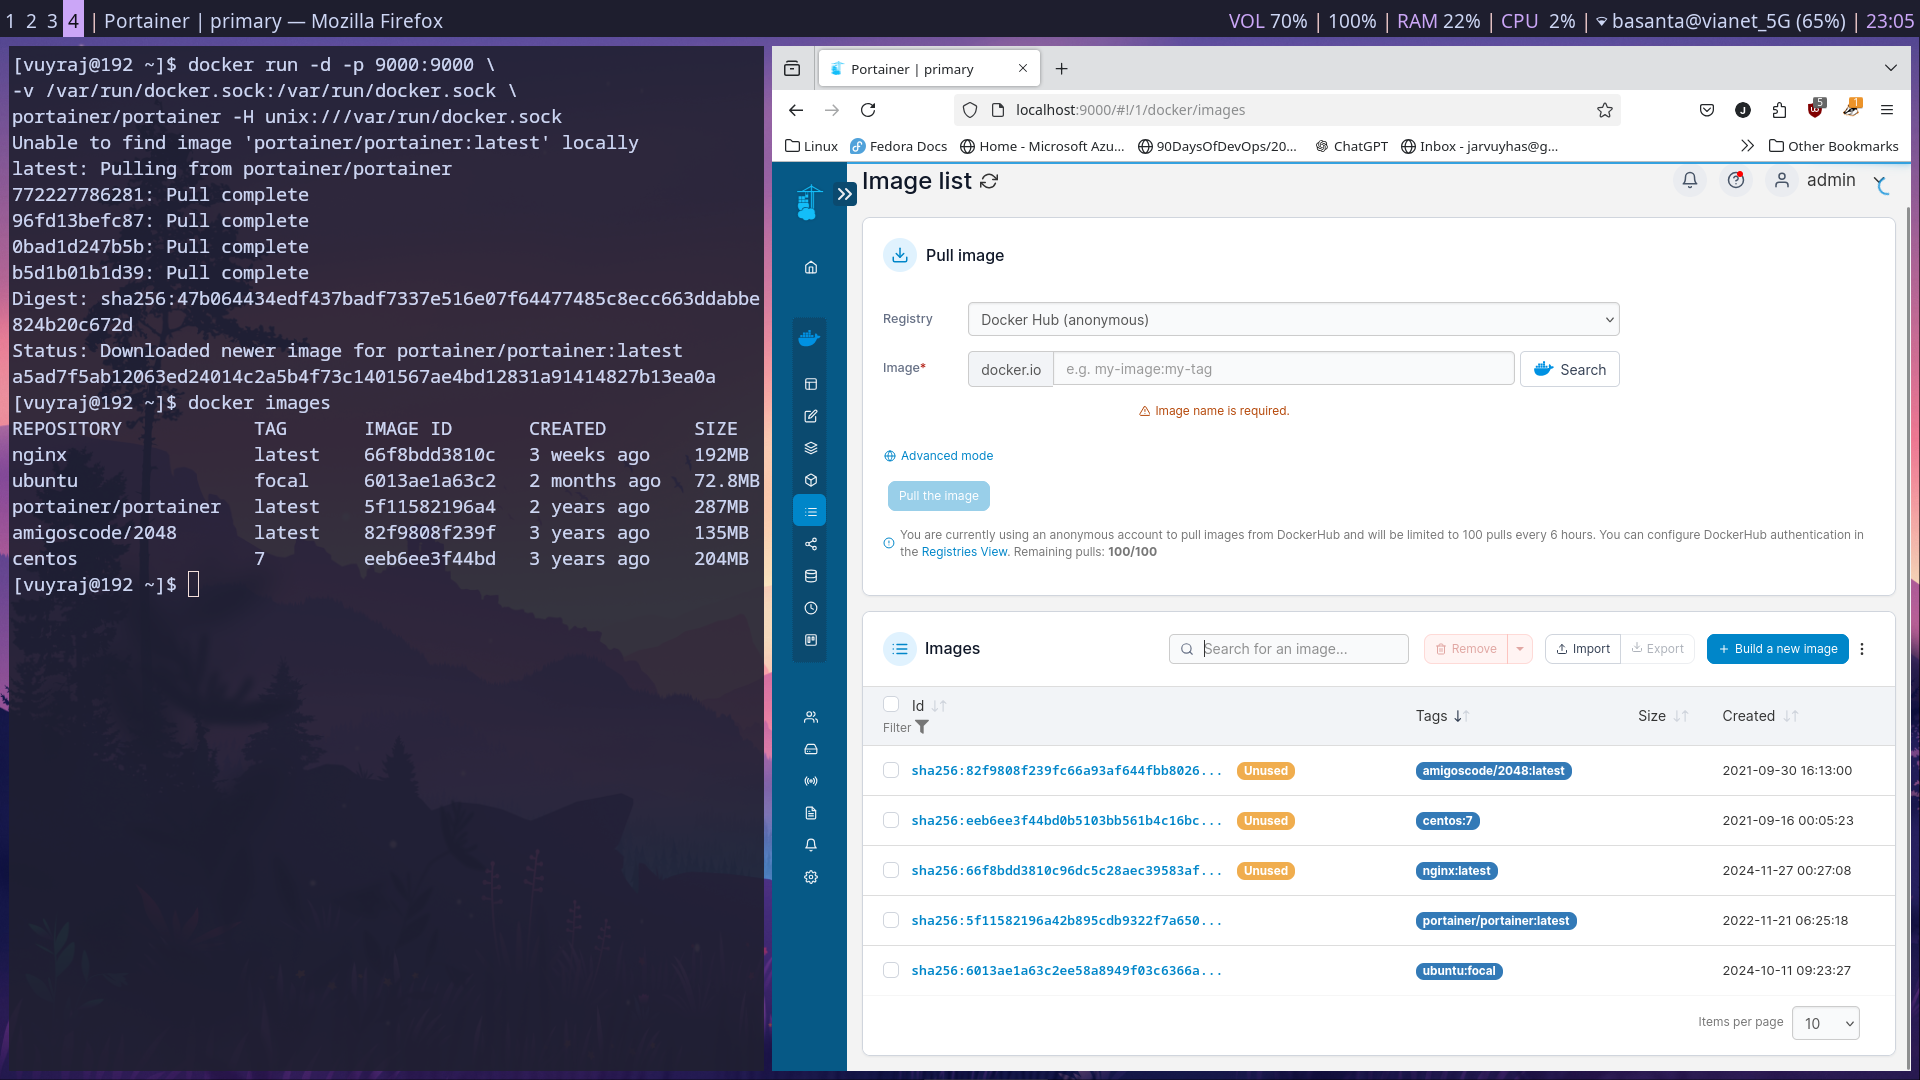 1 2 3 4 | Portainer | primary — Mozilla Firefox
VOL 70% | 100% | RAM 22% | CPU 2% | basanta@vianet_5G (65%) | 23:05
[vuyraj@192 ~]$ docker run -d -p 9000:9000 \
-v /var/run/docker.sock:/var/run/docker.sock \
portainer/portainer -H unix:///var/run/docker.sock
Unable to find image 'portainer/portainer:latest' locally
latest: Pulling from portainer/portainer
772227786281: Pull complete
96fd13befc87: Pull complete
0bad1d247b5b: Pull complete
b5d1b01b1d39: Pull complete
Digest: sha256:47b064434edf437badf7337e516e07f64477485c8ecc663ddabbe
824b20c672d
Status: Downloaded newer image for portainer/portainer:latest
a5ad7f5ab12063ed24014c2a5b4f73c1401567ae4bd12831a91414827b13ea0a
[vuyraj@192 ~]$ docker images
REPOSITORY TAG IMAGE ID CREATED SIZE
nginx latest 66f8bdd3810c 3 weeks ago 192MB
ubuntu focal 6013ae1a63c2 2 months ago 72.8MB
portainer/portainer latest 5f11582196a4 2 years ago 287MB
amigoscode/2048 latest 82f9808f239f 3 years ago 135MB
centos 7 eeb6ee3f44bd 3 years ago 204MB
[vuyraj@192 ~]$
Portainer | primary
localhost:9000/#!/1/docker/images
5
1
Linux Fedora Docs Home - Microsoft Azu... 90DaysOfDevOps/20... ChatGPT Inbox - jarvuyhas@g... Other Bookmarks
Image list
admin
Pull image
Registry Docker Hub (anonymous)
Image* docker.io e.g. my-image:my-tag Search
Image name is required.
Advanced mode
Pull the image
You are currently using an anonymous account to pull images from DockerHub and will be limited to 100 pulls every 6 hours. You can configure DockerHub authentication in
the Registries View. Remaining pulls: 100/100
Images Search for an image... Remove Import Export + Build a new image
Id Tags Size Created
Filter
sha256:82f9808f239fc66a93af644fbb8026... Unused amigoscode/2048:latest 2021-09-30 16:13:00
sha256:eeb6ee3f44bd0b5103bb561b4c16bc... Unused centos:7 2021-09-16 00:05:23
sha256:66f8bdd3810c96dc5c28aec39583af... Unused nginx:latest 2024-11-27 00:27:08
sha256:5f11582196a42b895cdb9322f7a650... portainer/portainer:latest 2022-11-21 06:25:18
sha256:6013ae1a63c2ee58a8949f03c6366a... ubuntu:focal 2024-10-11 09:23:27
Items per page 10